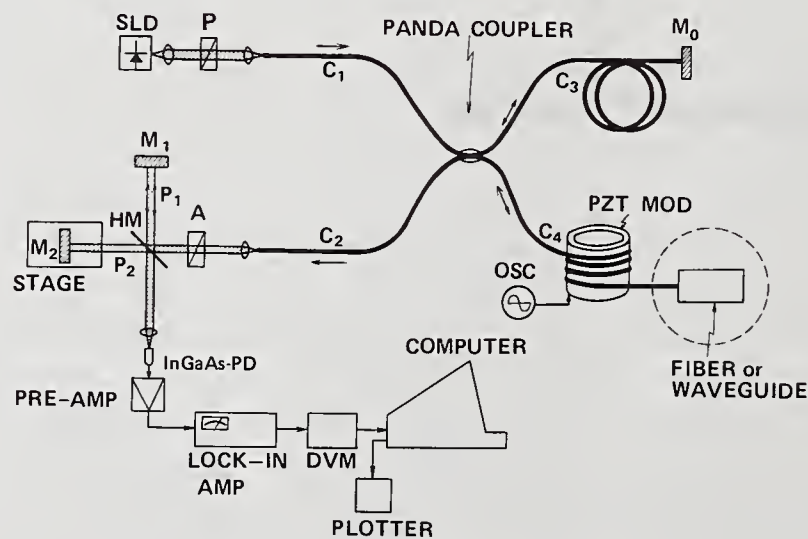 SLD
P
C1
PANDA COUPLER
M0
C3
M1
P1
HM
A
M2
P2
STAGE
C2
C4
PZT MOD
OSC
InGaAs-PD
PRE-AMP
COMPUTER
FIBER or
WAVEGUIDE
LOCK-IN
AMP
DVM
PLOTTER